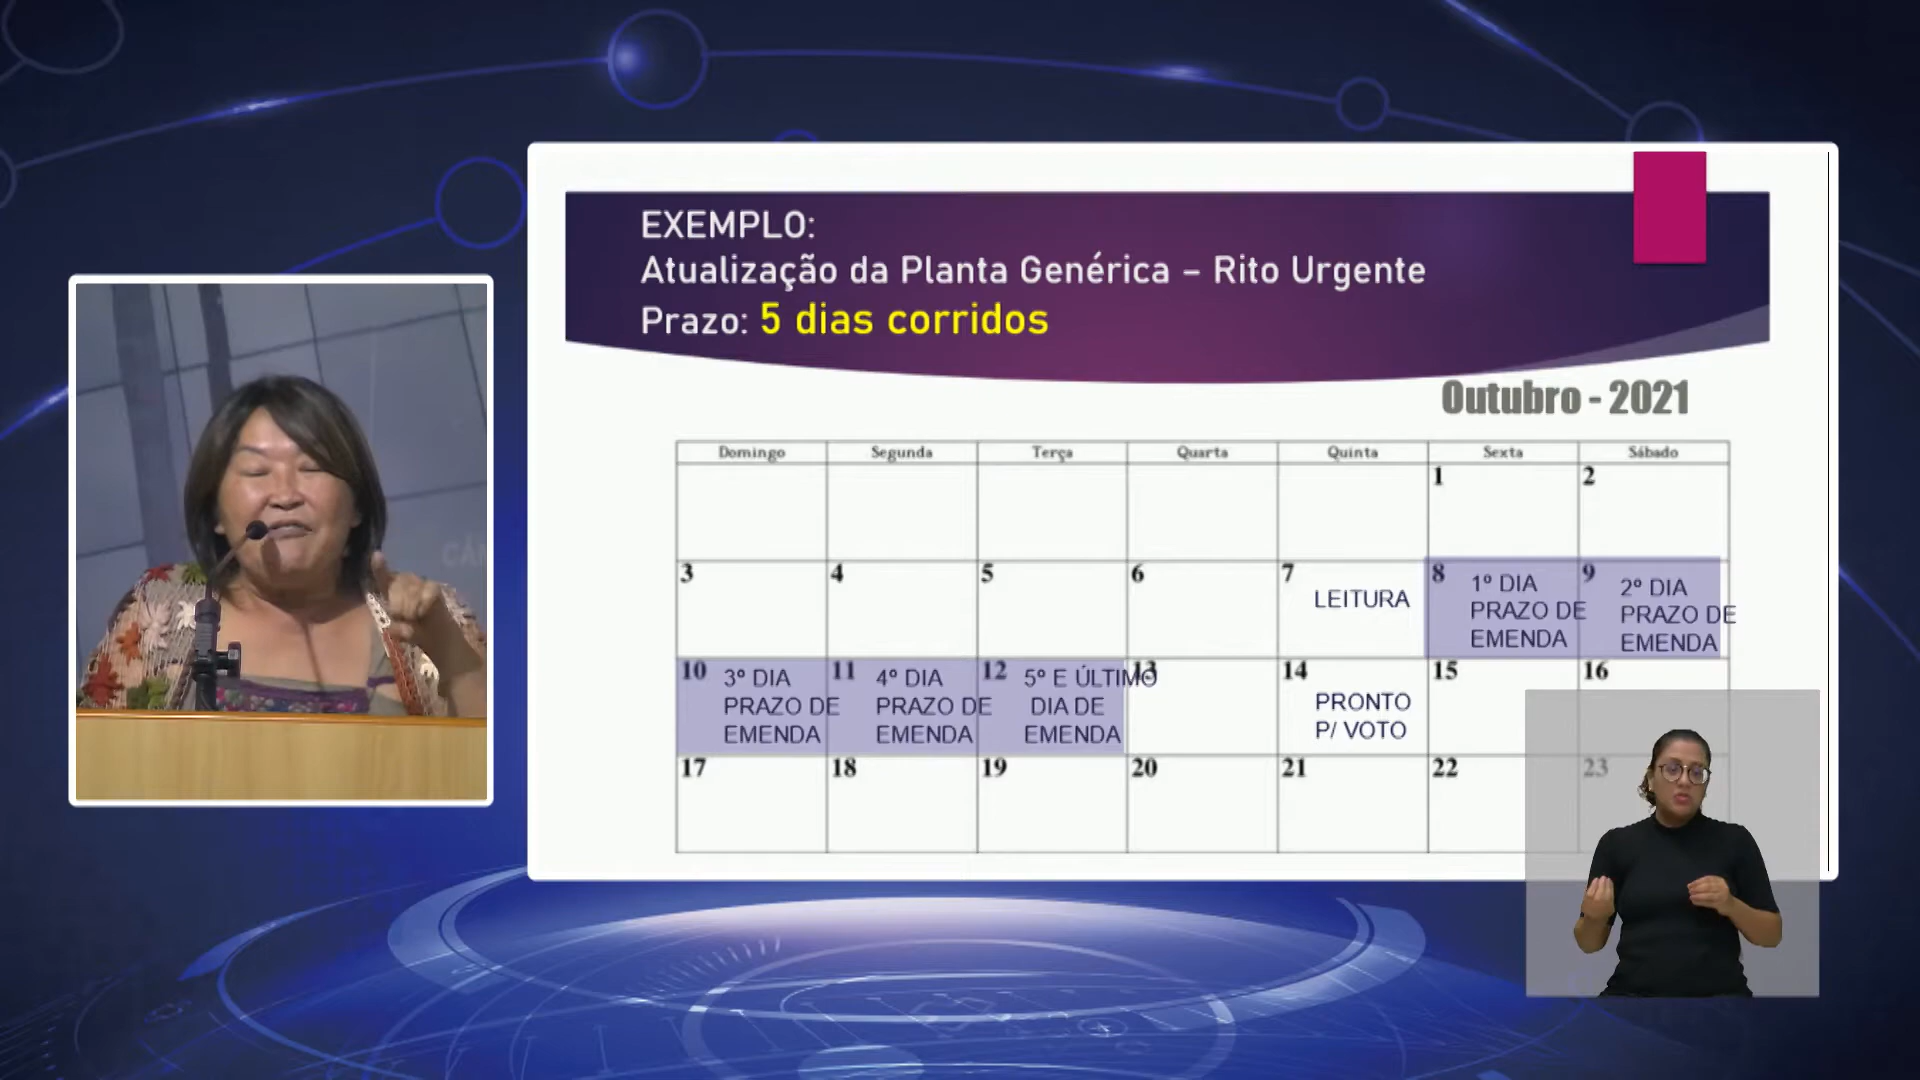 EXEMPLO:
Atualização da Planta Genérica – Rito Urgente
Prazo: 5 dias corridos
Outubro - 2021
Domingo Segunda Terça Quarta Quinta Sexta Sábado
1 2
3 4 5 6 7 8 9
LEITURA
1º DIA
PRAZO DE
EMENDA
2º DIA
PRAZO DE
EMENDA
10 11 12 13 14 15 16
3º DIA
PRAZO DE
EMENDA
4º DIA
PRAZO DE
EMENDA
5º E ÚLTIMO
DIA DE
EMENDA
PRONTO
P/ VOTO
17 18 19 20 21 22 23